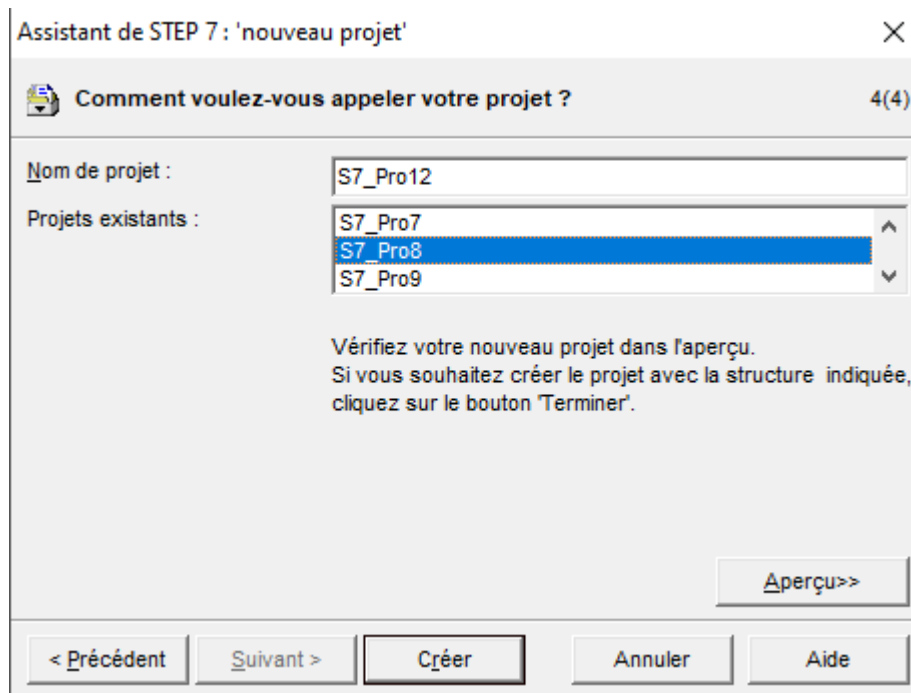 Assistant de STEP 7 : 'nouveau projet'
Comment voulez-vous appeler votre projet ? 4(4)
Nom de projet : S7_Pro12
Projets existants : S7_Pro7
S7_Pro8
S7_Pro9
Vérifiez votre nouveau projet dans l'aperçu.
Si vous souhaitez créer le projet avec la structure indiquée,
cliquez sur le bouton 'Terminer'.
Aperçu>>
< Précédent Suivant > Créer Annuler Aide